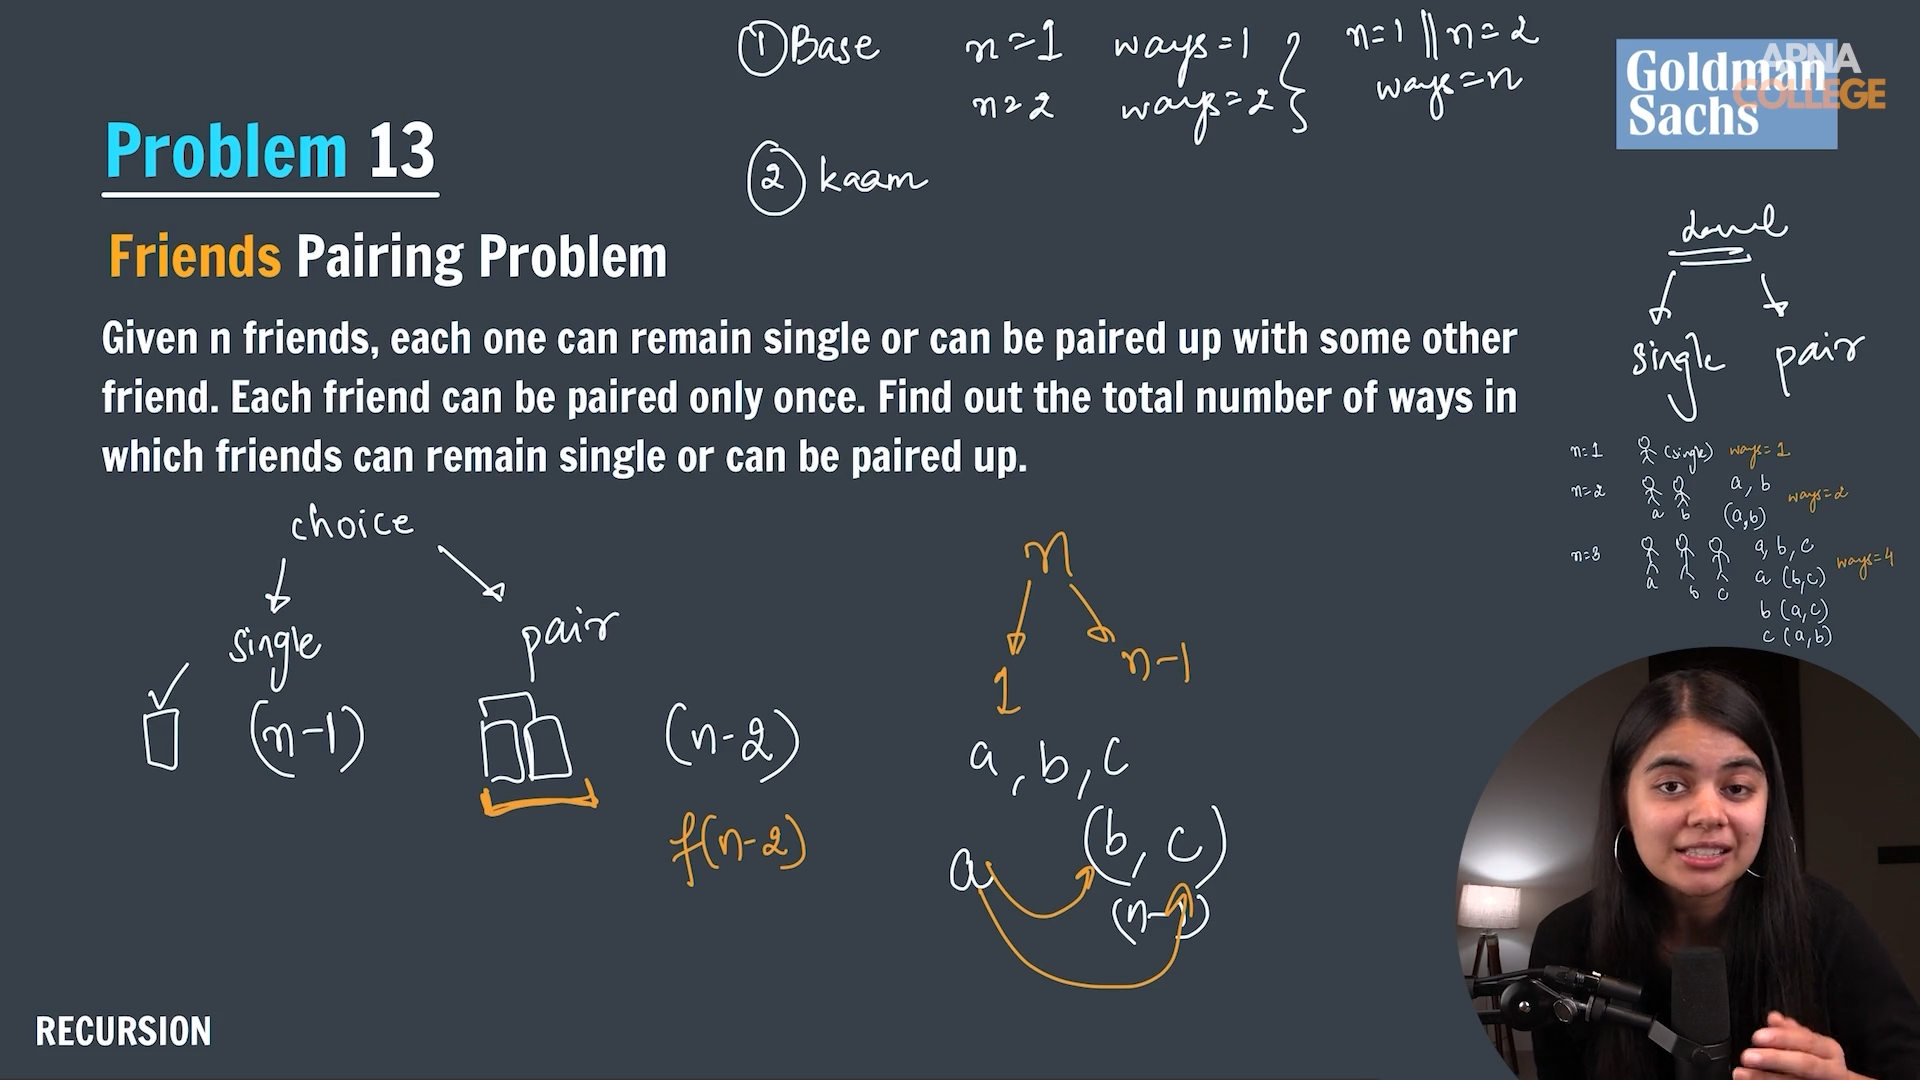 ① Base n=1 ways=1 } n=1 || n=2
n=2 ways=2 } ways=n
② kaam
Goldman
Sachs
APNA
COLLEGE
Problem 13
Friends Pairing Problem
Given n friends, each one can remain single or can be paired up with some other
friend. Each friend can be paired only once. Find out the total number of ways in
which friends can remain single or can be paired up.
single pair
n=1 (single) ways=1
n=2 a, b ways=2
a b (a,b)
n=3 a, b, c ways=4
a b c a (b,c)
b (a,c)
c (a,b)
choice
single pair
(n-1) (n-2)
f(n-2)
n
1 n-1
a, b, c
a (b, c)
RECURSION